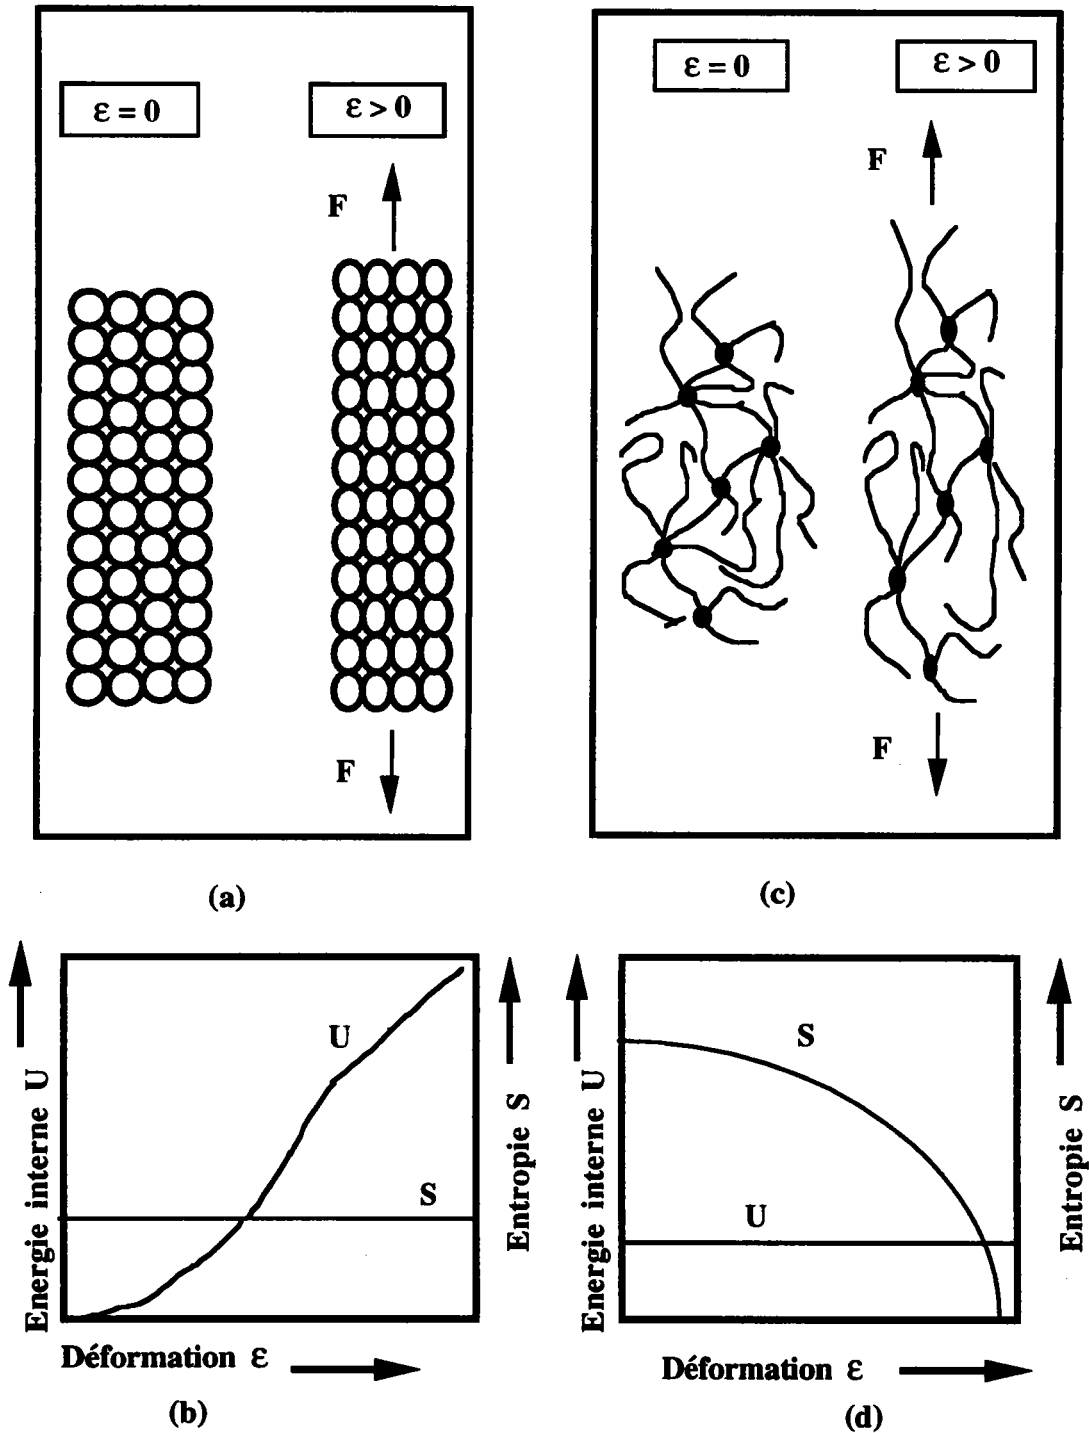 ε = 0
ε > 0
F
F
(a)
ε = 0
ε > 0
F
F
(c)
Energie interne U
U
S
Entropie S
Déformation ε
(b)
Energie interne U
S
U
Entropie S
Déformation ε
(d)